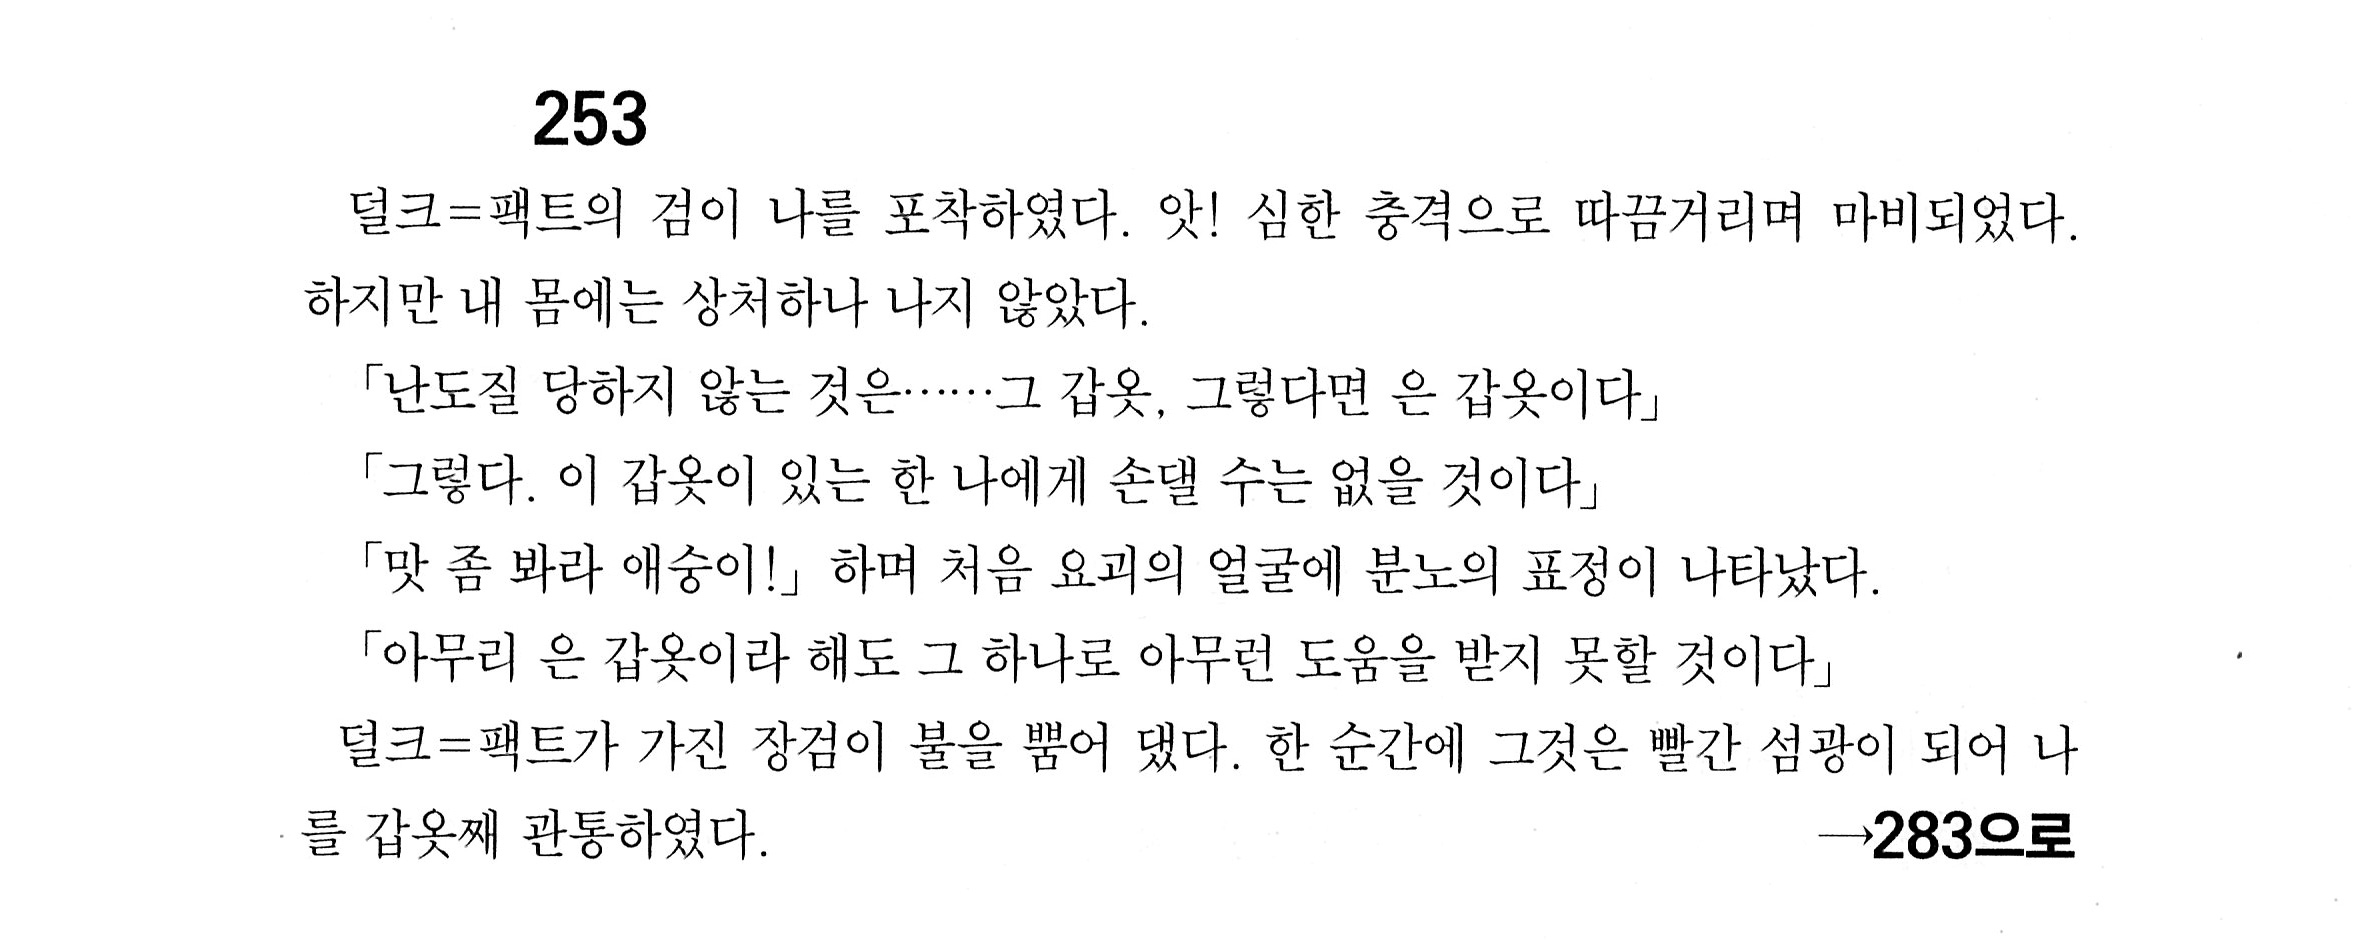 253
덜크=팩트의 검이 나를 포착하였다. 앗! 심한 충격으로 따끔거리며 마비되었다.
하지만 내 몸에는 상처하나 나지 않았다.
「난도질 당하지 않는 것은……그 갑옷, 그렇다면 은 갑옷이다」
「그렇다. 이 갑옷이 있는 한 나에게 손댈 수는 없을 것이다」
「맛 좀 봐라 애숭이!」 하며 처음 요괴의 얼굴에 분노의 표정이 나타났다.
「아무리 은 갑옷이라 해도 그 하나로 아무런 도움을 받지 못할 것이다」
덜크=팩트가 가진 장검이 불을 뿜어 댔다. 한 순간에 그것은 빨간 섬광이 되어 나
를 갑옷째 관통하였다. →283으로